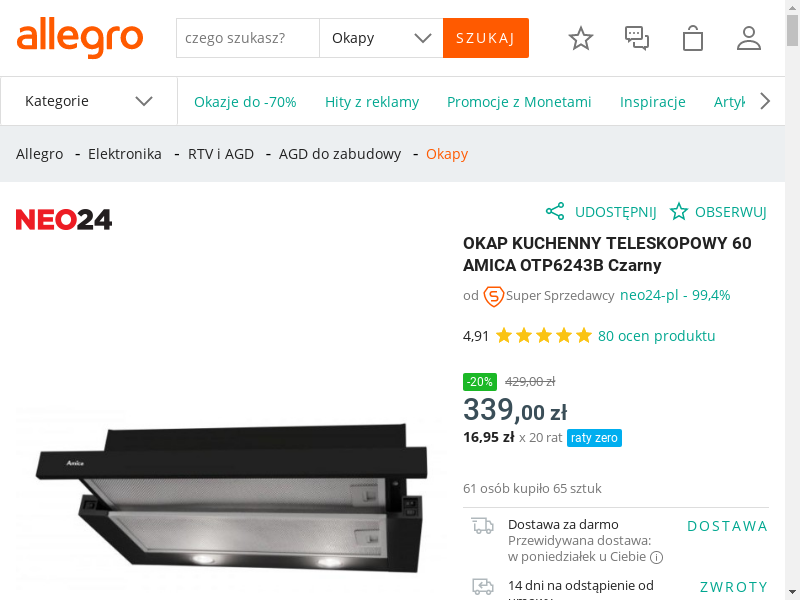 allegro
czego szukasz?
Okapy
SZUKAJ
Kategorie
Okazje do -70%
Hity z reklamy
Promocje z Monetami
Inspiracje
Artyk
Allegro - Elektronika - RTV i AGD - AGD do zabudowy - Okapy
NEO24
UDOSTĘPNIJ
OBSERWUJ
OKAP KUCHENNY TELESKOPOWY 60
AMICA OTP6243B Czarny
od Super Sprzedawcy neo24-pl - 99,4%
4,91 80 ocen produktu
-20% 429,00 zł
339,00 zł
16,95 zł x 20 rat raty zero
Amica
61 osób kupiło 65 sztuk
Dostawa za darmo
DOSTAWA
Przewidywana dostawa:
w poniedziałek u Ciebie
14 dni na odstąpienie od
ZWROTY
umowy